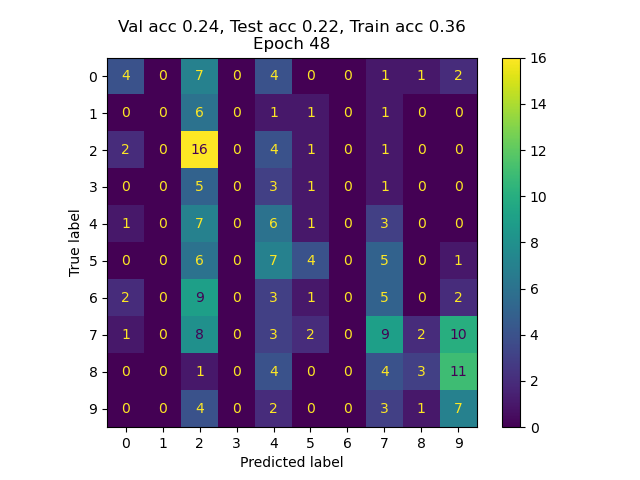 Val acc 0.24, Test acc 0.22, Train acc 0.36
Epoch 48
0 4 0 7 0 4 0 0 1 1 2
1 0 0 6 0 1 1 0 1 0 0
2 2 0 16 0 4 1 0 1 0 0
3 0 0 5 0 3 1 0 1 0 0
4 1 0 7 0 6 1 0 3 0 0
5 0 0 6 0 7 4 0 5 0 1
6 2 0 9 0 3 1 0 5 0 2
7 1 0 8 0 3 2 0 9 2 10
8 0 0 1 0 4 0 0 4 3 11
9 0 0 4 0 2 0 0 3 1 7
0 1 2 3 4 5 6 7 8 9
Predicted label
True label
16
14
12
10
8
6
4
2
0